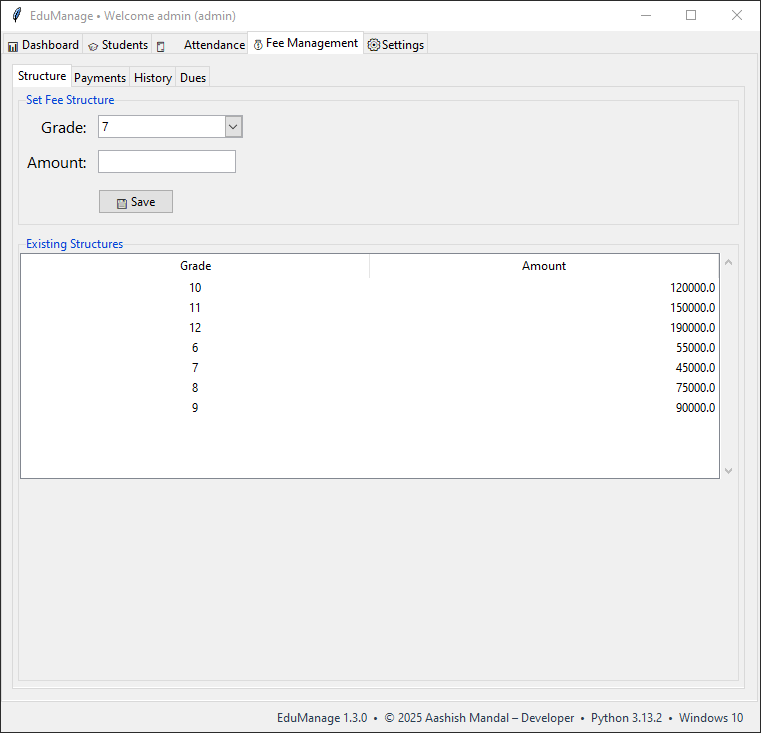 EduManage • Welcome admin (admin)
Dashboard Students Attendance Fee Management Settings
Structure Payments History Dues
Set Fee Structure
Grade: 7
Amount:
Save
Existing Structures
Grade Amount
10 120000.0
11 150000.0
12 190000.0
6 55000.0
7 45000.0
8 75000.0
9 90000.0
EduManage 1.3.0 • © 2025 Aashish Mandal – Developer • Python 3.13.2 • Windows 10